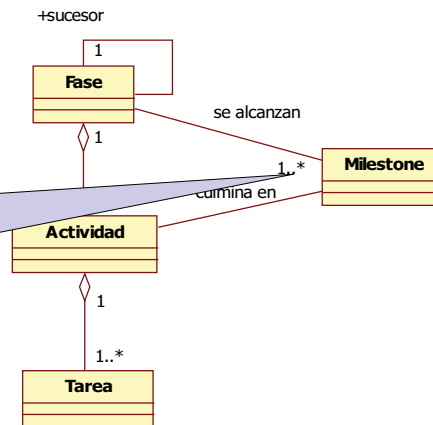 +sucesor
1
Fase
se alcanzan
1
1..*
Milestone
culmina en
Actividad
1
1..*
Tarea